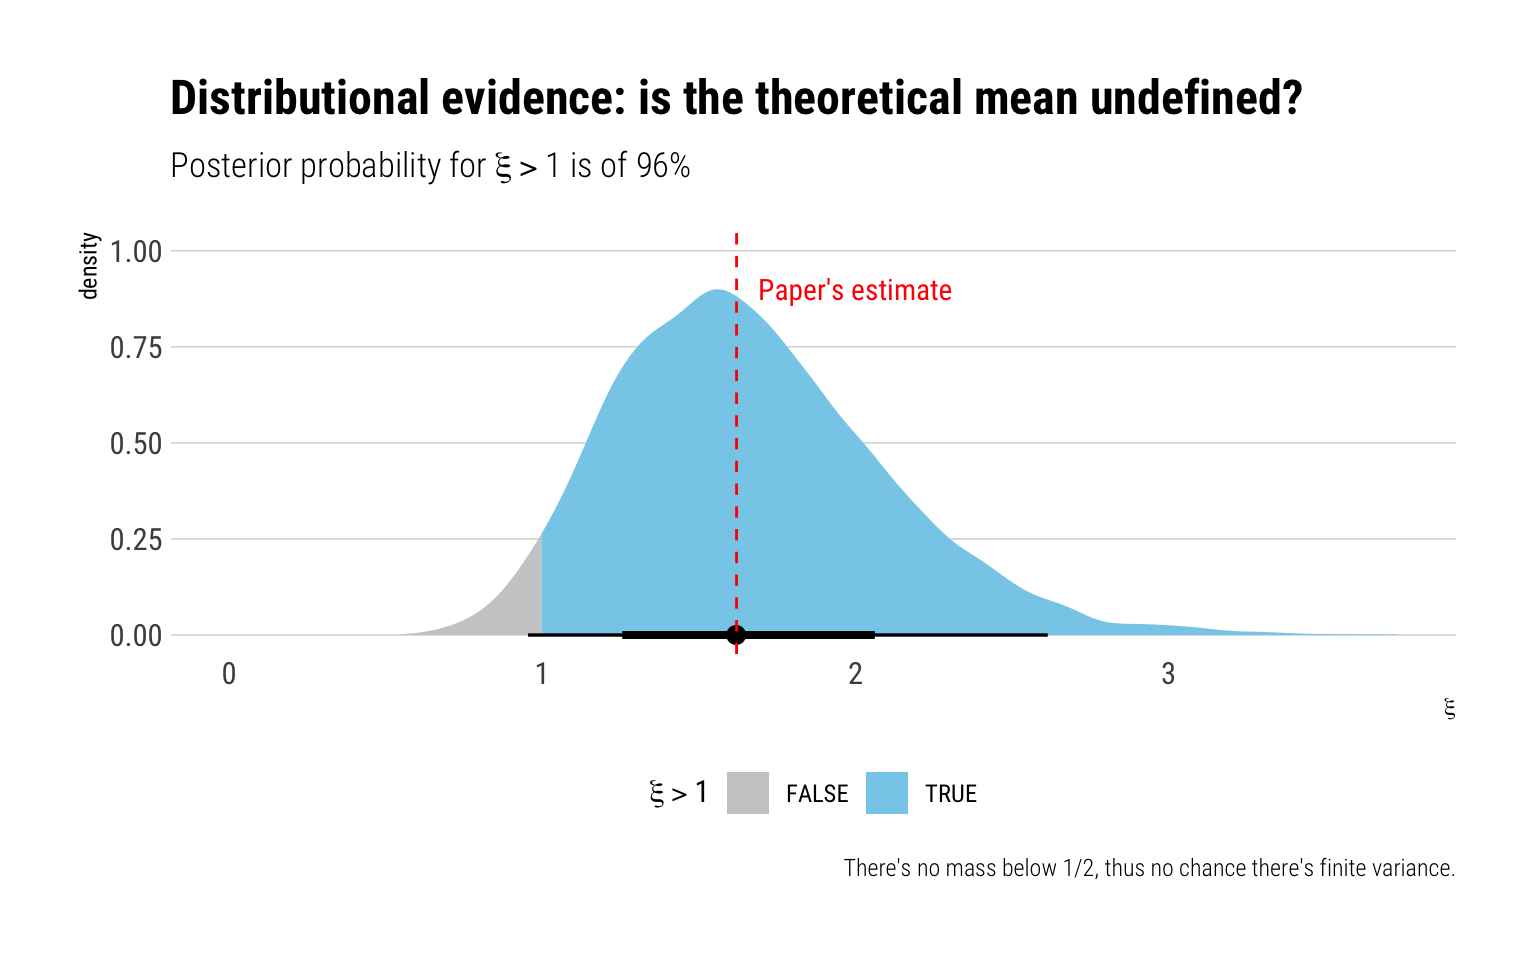 Distributional evidence: is the theoretical mean undefined?
Posterior probability for ξ > 1 is of 96%
density
1.00
Paper's estimate
0.75
0.50
0.25
0.00
0 1 2 3
ξ
ξ > 1 FALSE TRUE
There's no mass below 1/2, thus no chance there's finite variance.